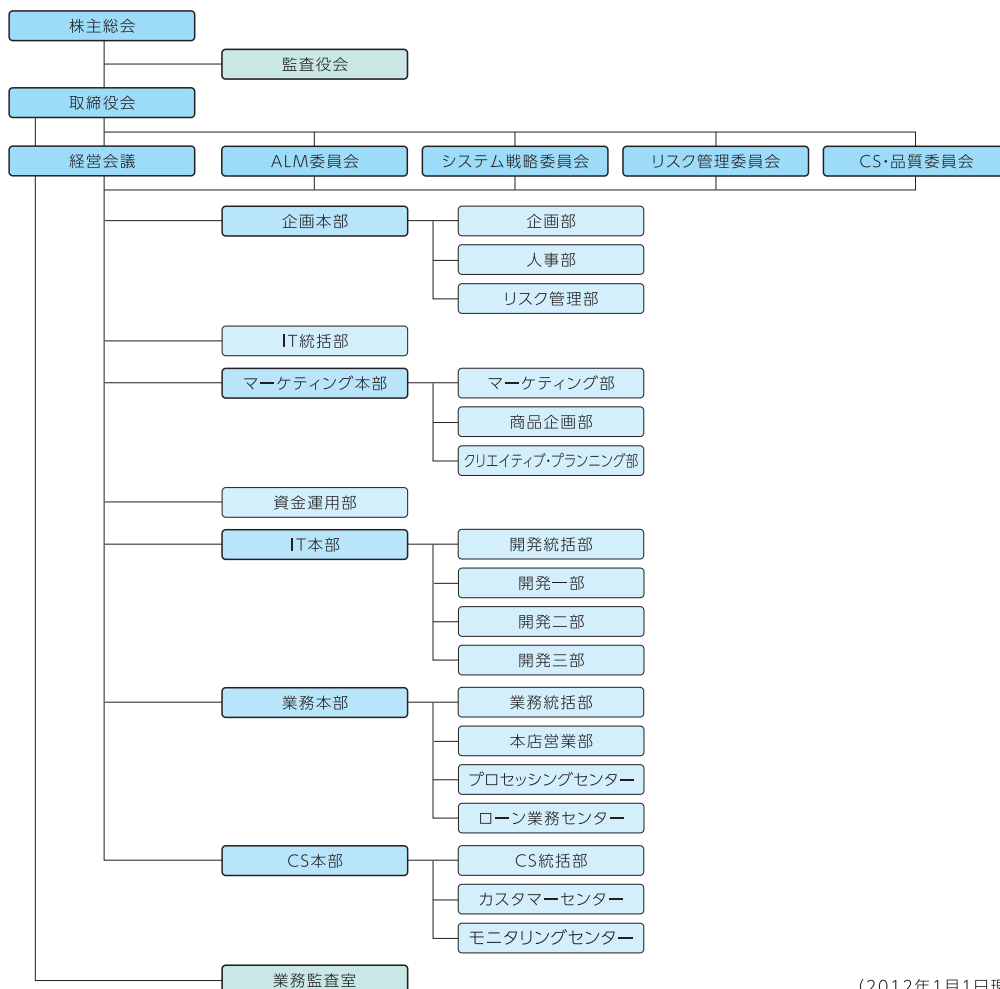 株主総会
監査役会
取締役会
経営会議
ALM委員会
システム戦略委員会
リスク管理委員会
CS・品質委員会
企画本部
企画部
人事部
リスク管理部
IT統括部
マーケティング本部
マーケティング部
商品企画部
クリエイティブ・プランニング部
資金運用部
IT本部
開発統括部
開発一部
開発二部
開発三部
業務本部
業務統括部
本店営業部
プロセッシングセンター
ローン業務センター
CS本部
CS統括部
カスタマーセンター
モニタリングセンター
業務監査室
(2012年1月1日現